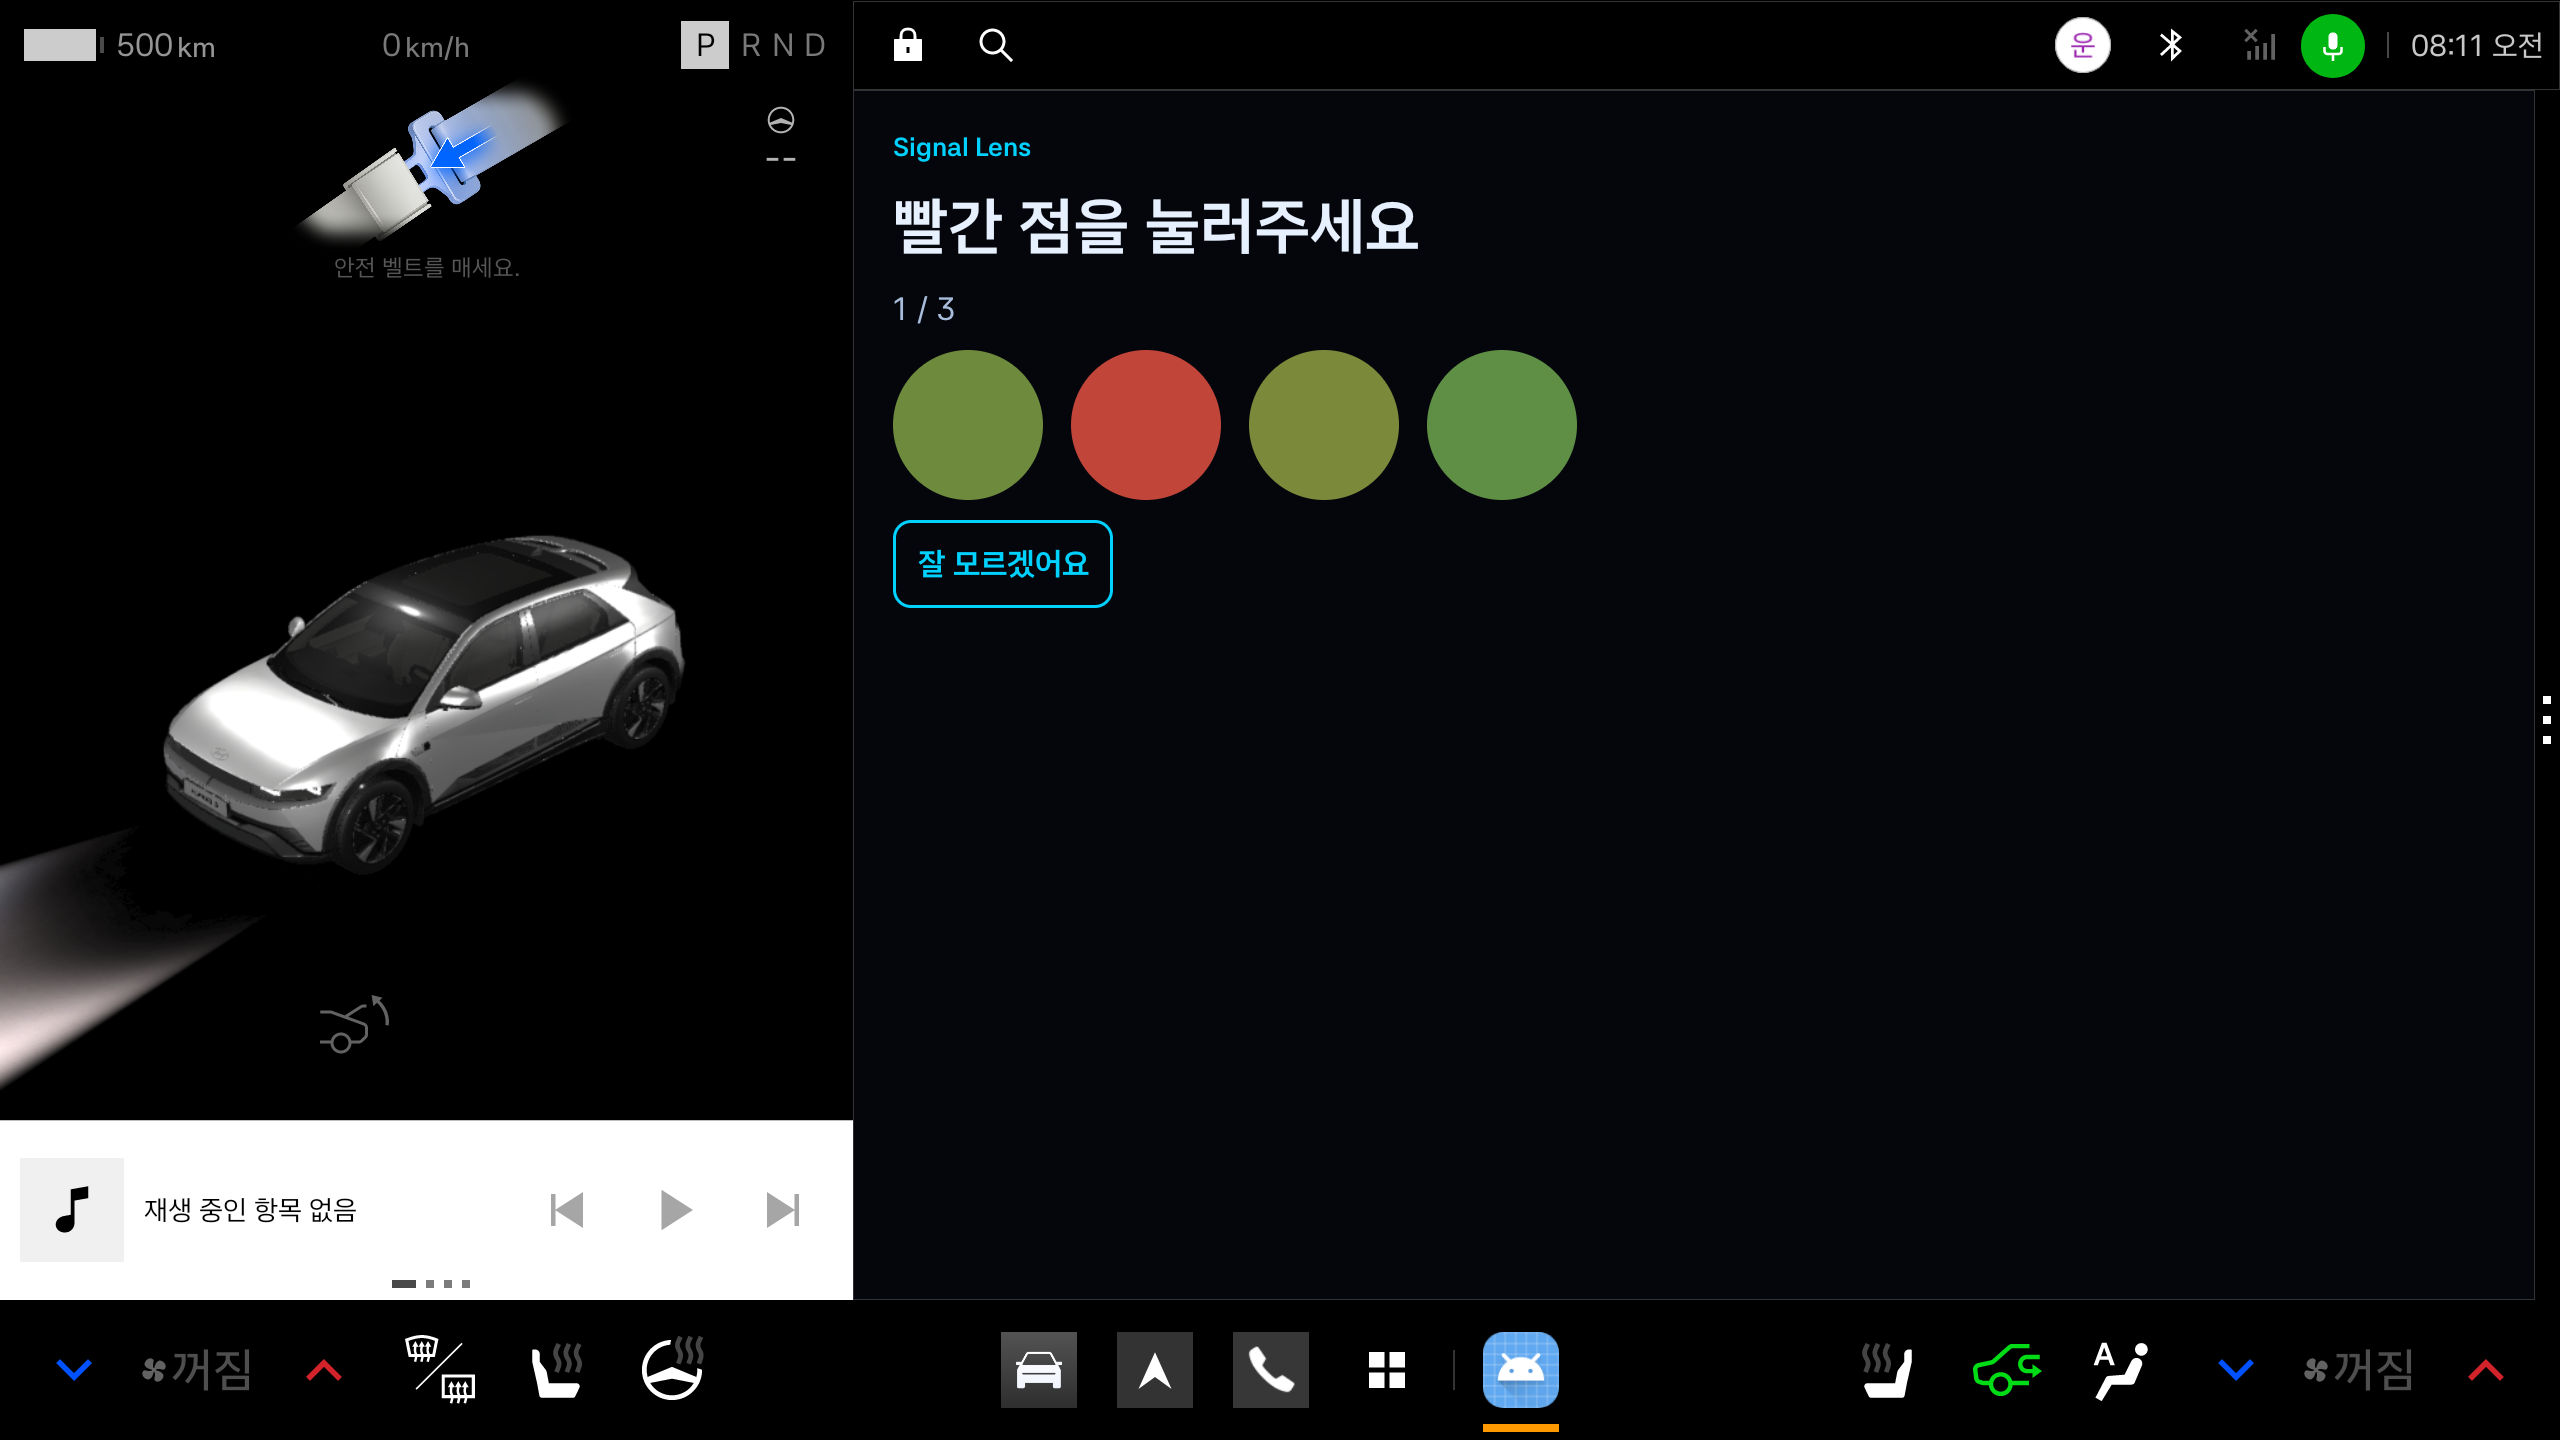 500 km
0 km/h
P R N D
운
08:11 오전
안전 벨트를 매세요.
--
Signal Lens
빨간 점을 눌러주세요
1 / 3
잘 모르겠어요
재생 중인 항목 없음
꺼짐
A
꺼짐